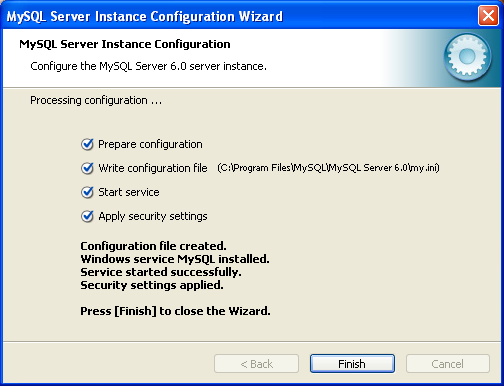 MySQL Server Instance Configuration Wizard
MySQL Server Instance Configuration
Configure the MySQL Server 6.0 server instance.
Processing configuration ...
Prepare configuration
Write configuration file (C:\Program Files\MySQL\MySQL Server 6.0\my.ini)
Start service
Apply security settings
Configuration file created.
Windows service MySQL installed.
Service started successfully.
Security settings applied.
Press [Finish] to close the Wizard.
< Back Finish Cancel